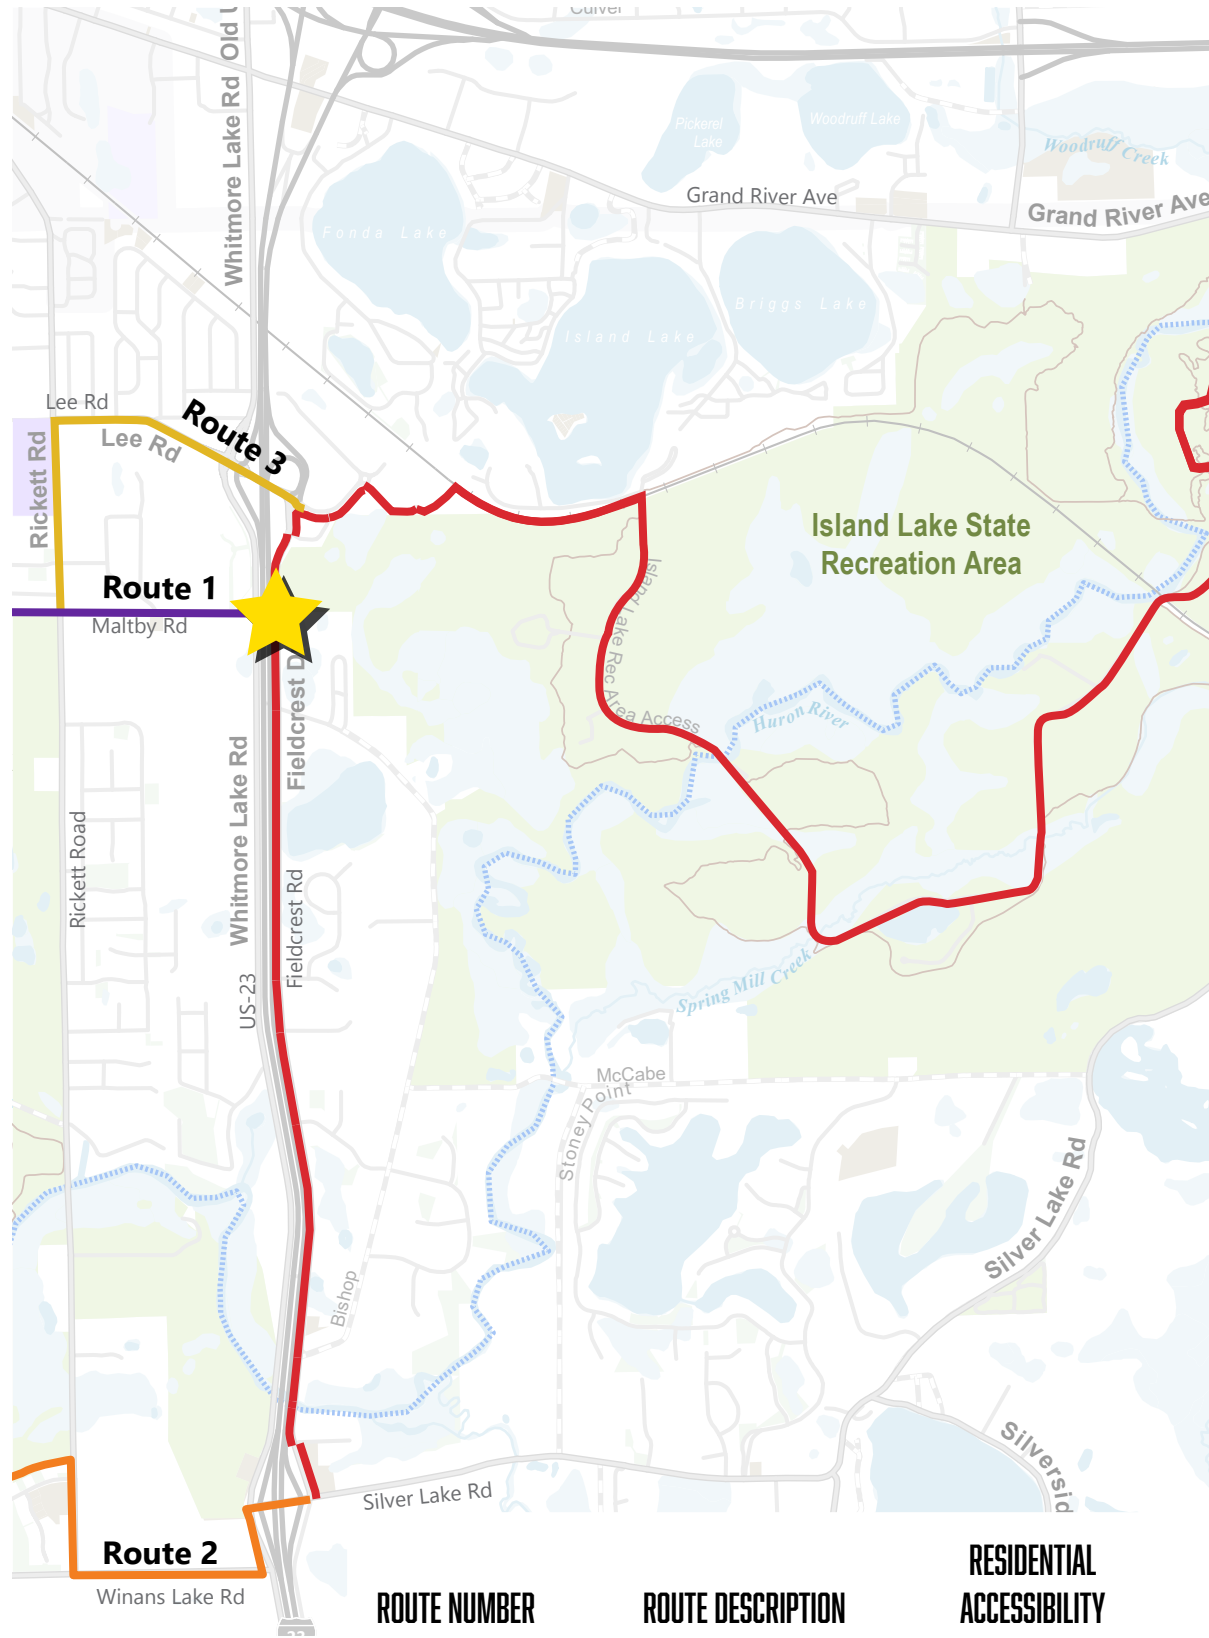 Culver
Whitmore Lake Rd
Old U
Pickerel
Lake
Woodruff Lake
Woodruff Creek
Grand River Ave
Grand River Ave
Fonda Lake
Briggs Lake
Island Lake
Lee Rd
Route 3
Lee Rd
Rickett Rd
Island Lake State
Recreation Area
Route 1
Maltby Rd
Island Lake Rec Area Access
Fieldcrest D
Huron River
Whitmore Lake Rd
Rickett Road
Fieldcrest Rd
US-23
Spring Mill Creek
McCabe
Stoney Point
Silver Lake Rd
Bishop
Silversid
Silver Lake Rd
Route 2
Winans Lake Rd
ROUTE NUMBER
ROUTE DESCRIPTION
RESIDENTIAL
ACCESSIBILITY
23